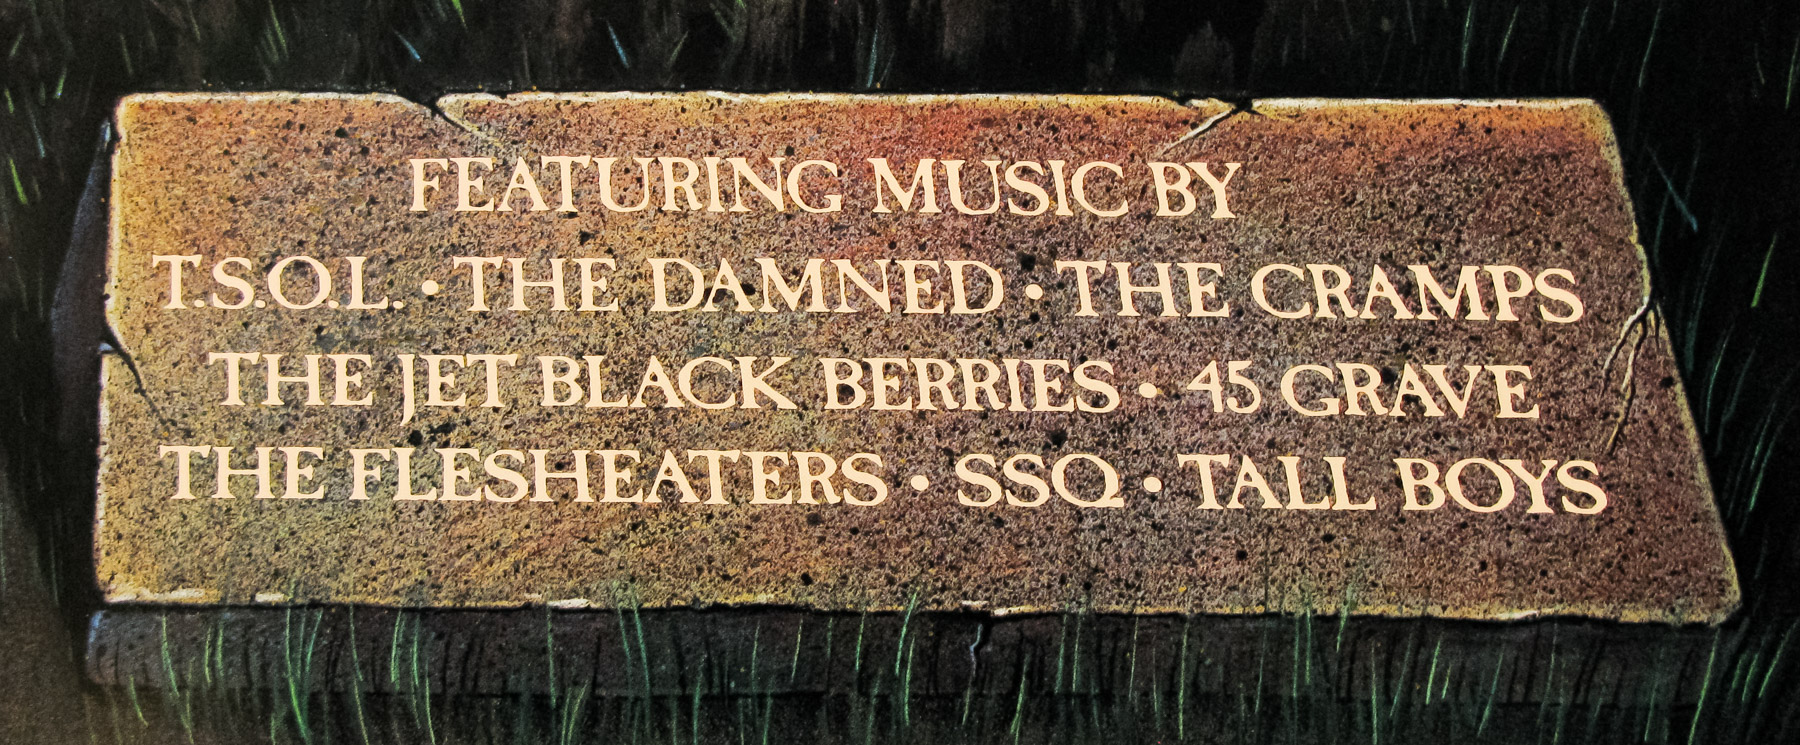 FEATURING MUSIC BY
T.S.O.L. • THE DAMNED • THE CRAMPS
THE JET BLACK BERRIES • 45 GRAVE
THE FLESHEATERS • SSQ • TALL BOYS